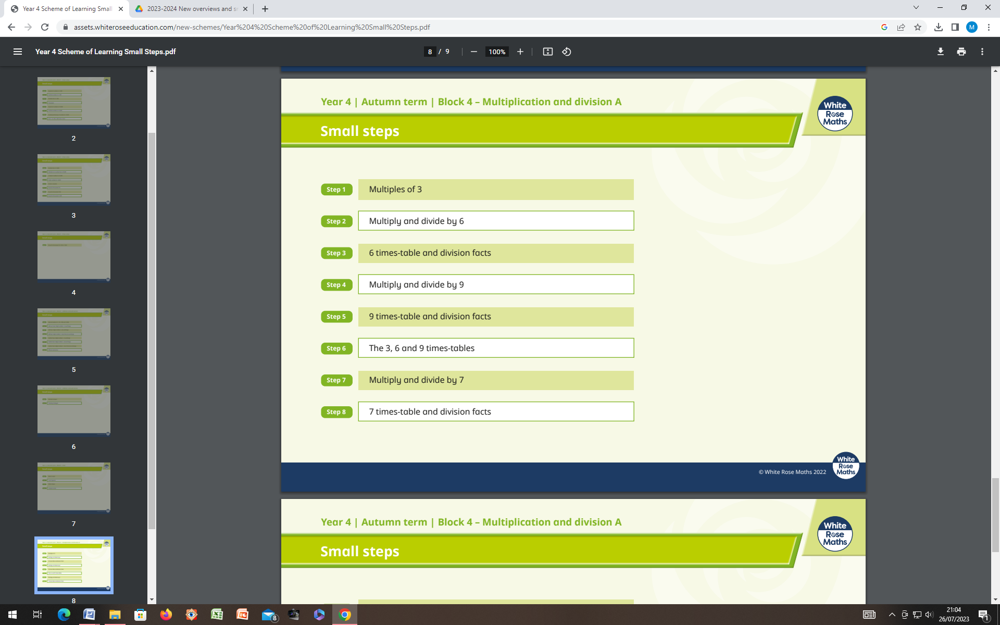 Year 4 Scheme of Learning Small
2023-2024 New overviews and s
assets.whiteroseeducation.com/new-schemes/Year%204%20Scheme%20of%20Learning%20Small%20Steps.pdf
M
Year 4 Scheme of Learning Small Steps.pdf
8 / 9
100%
2
3
4
5
6
7
8
Year 4 | Autumn term | Block 4 – Multiplication and division A
Small steps
White
Rose
Maths
Step 1 Multiples of 3
Step 2 Multiply and divide by 6
Step 3 6 times-table and division facts
Step 4 Multiply and divide by 9
Step 5 9 times-table and division facts
Step 6 The 3, 6 and 9 times-tables
Step 7 Multiply and divide by 7
Step 8 7 times-table and division facts
© White Rose Maths 2022
White
Rose
Maths
Year 4 | Autumn term | Block 4 – Multiplication and division A
Small steps
White
Rose
Maths
8
21:04
26/07/2023
1